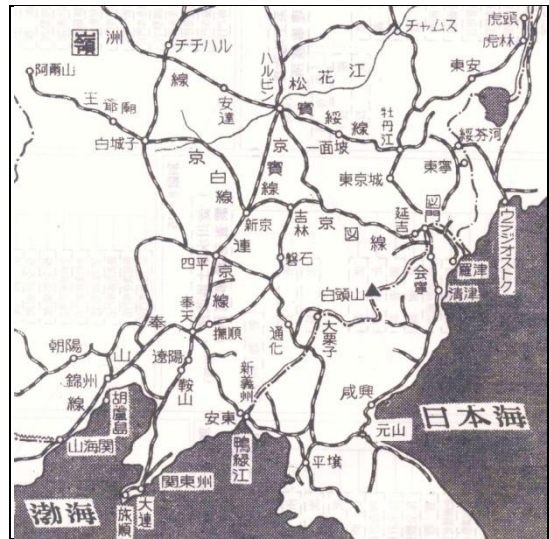 嶺
洲
線
チチハル
チャムス
虎頭
虎林
東安
阿爾山
王爺廟
安達
ハルビン
松花江
賓綏線
一面坡
牡丹江
綏芬河
東寧
白城子
京白線
京賓線
東京城
新京
吉林
京図線
延吉
図門
ウラジオストク
四平
連京線
磐石
会寧
羅津
清津
白頭山
奉天
撫順
通化
大栗子
朝陽
奉山線
遼陽
鞍山
新義州
錦州
胡盧島
安東
鴨緑江
咸興
元山
日本海
山海関
平壌
関東州
渤海
旅順
大連